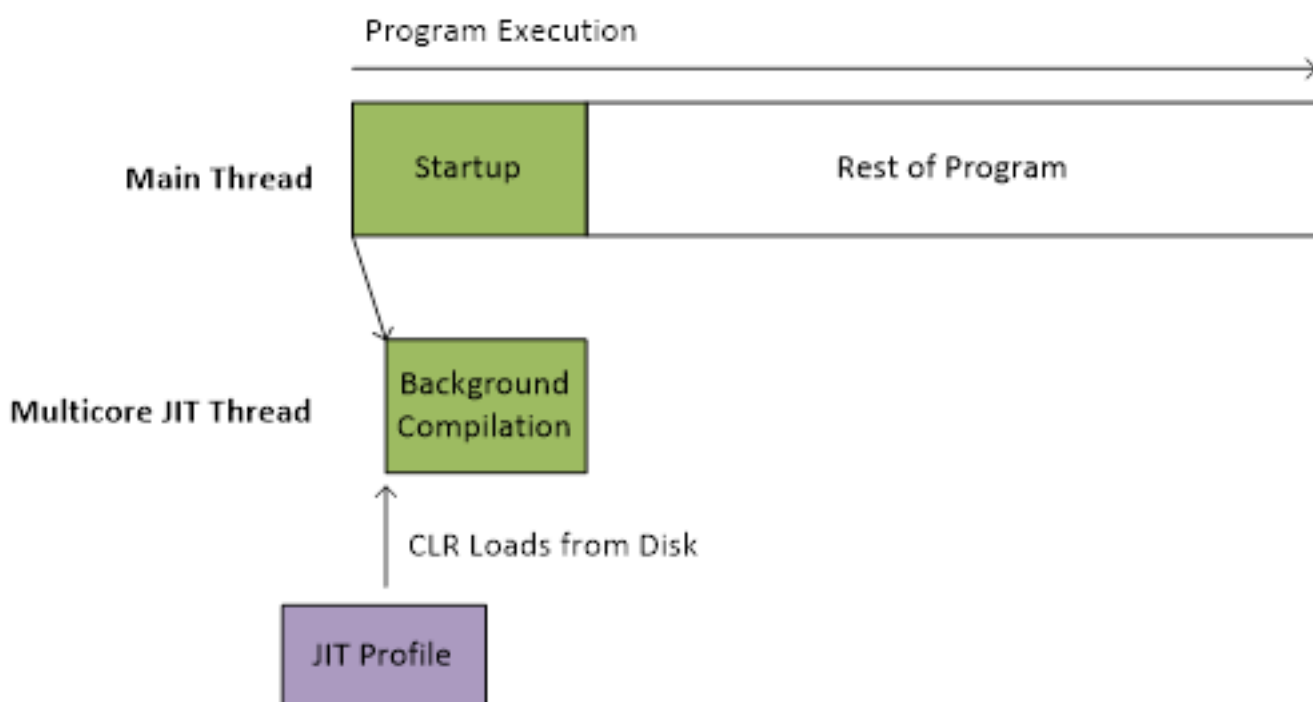 Program Execution
Main Thread
Startup
Rest of Program
Multicore JIT Thread
Background
Compilation
CLR Loads from Disk
JIT Profile